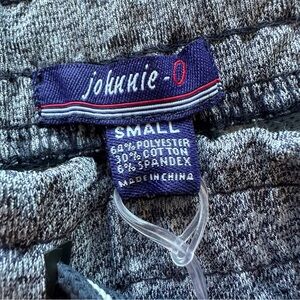 johnnie-O
SMALL
64% POLYESTER
30% COTTON
6% SPANDEX
MADE IN CHINA